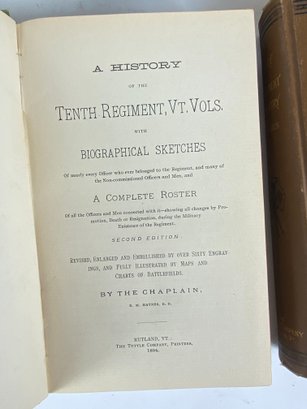 A HISTORY
OF THE
TENTH REGIMENT, VT. VOLS.
WITH
BIOGRAPHICAL SKETCHES
Of nearly every Officer who ever belonged to the Regiment, and many of
the Non-commissioned Officers and Men, and
A COMPLETE ROSTER
Of all the Officers and Men connected with it—showing all changes by Pro-
motion, Death or Resignation, during the Military
Existence of the Regiment.
SECOND EDITION
REVISED, ENLARGED AND EMBELLISHED BY OVER SIXTY ENGRAV-
INGS, AND FULLY ILLUSTRATED BY MAPS AND
CHARTS OF BATTLEFIELDS.
BY THE CHAPLAIN,
E. M. HAYNES, D. D.
RUTLAND, VT.:
THE TUTTLE COMPANY, PRINTERS,
1894.